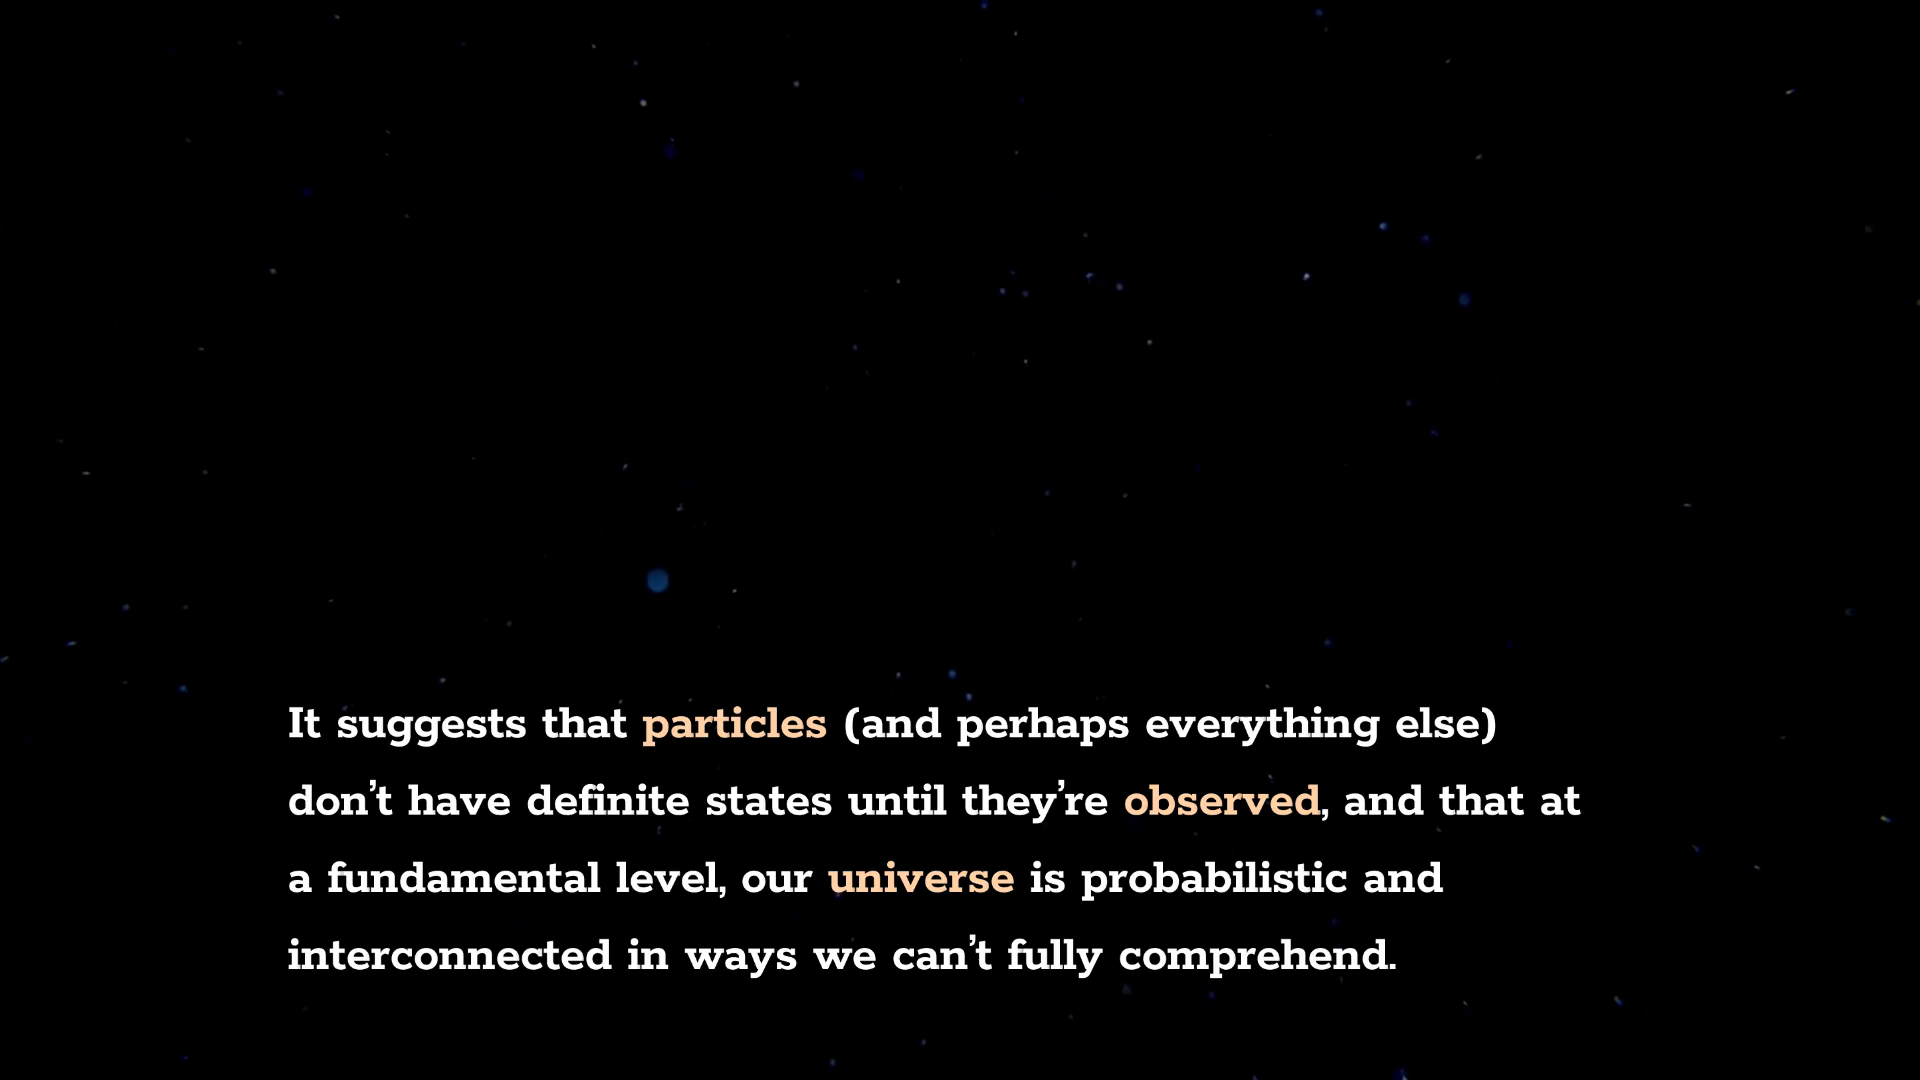 It suggests that particles (and perhaps everything else)
don’t have definite states until they’re observed, and that at
a fundamental level, our universe is probabilistic and
interconnected in ways we can’t fully comprehend.